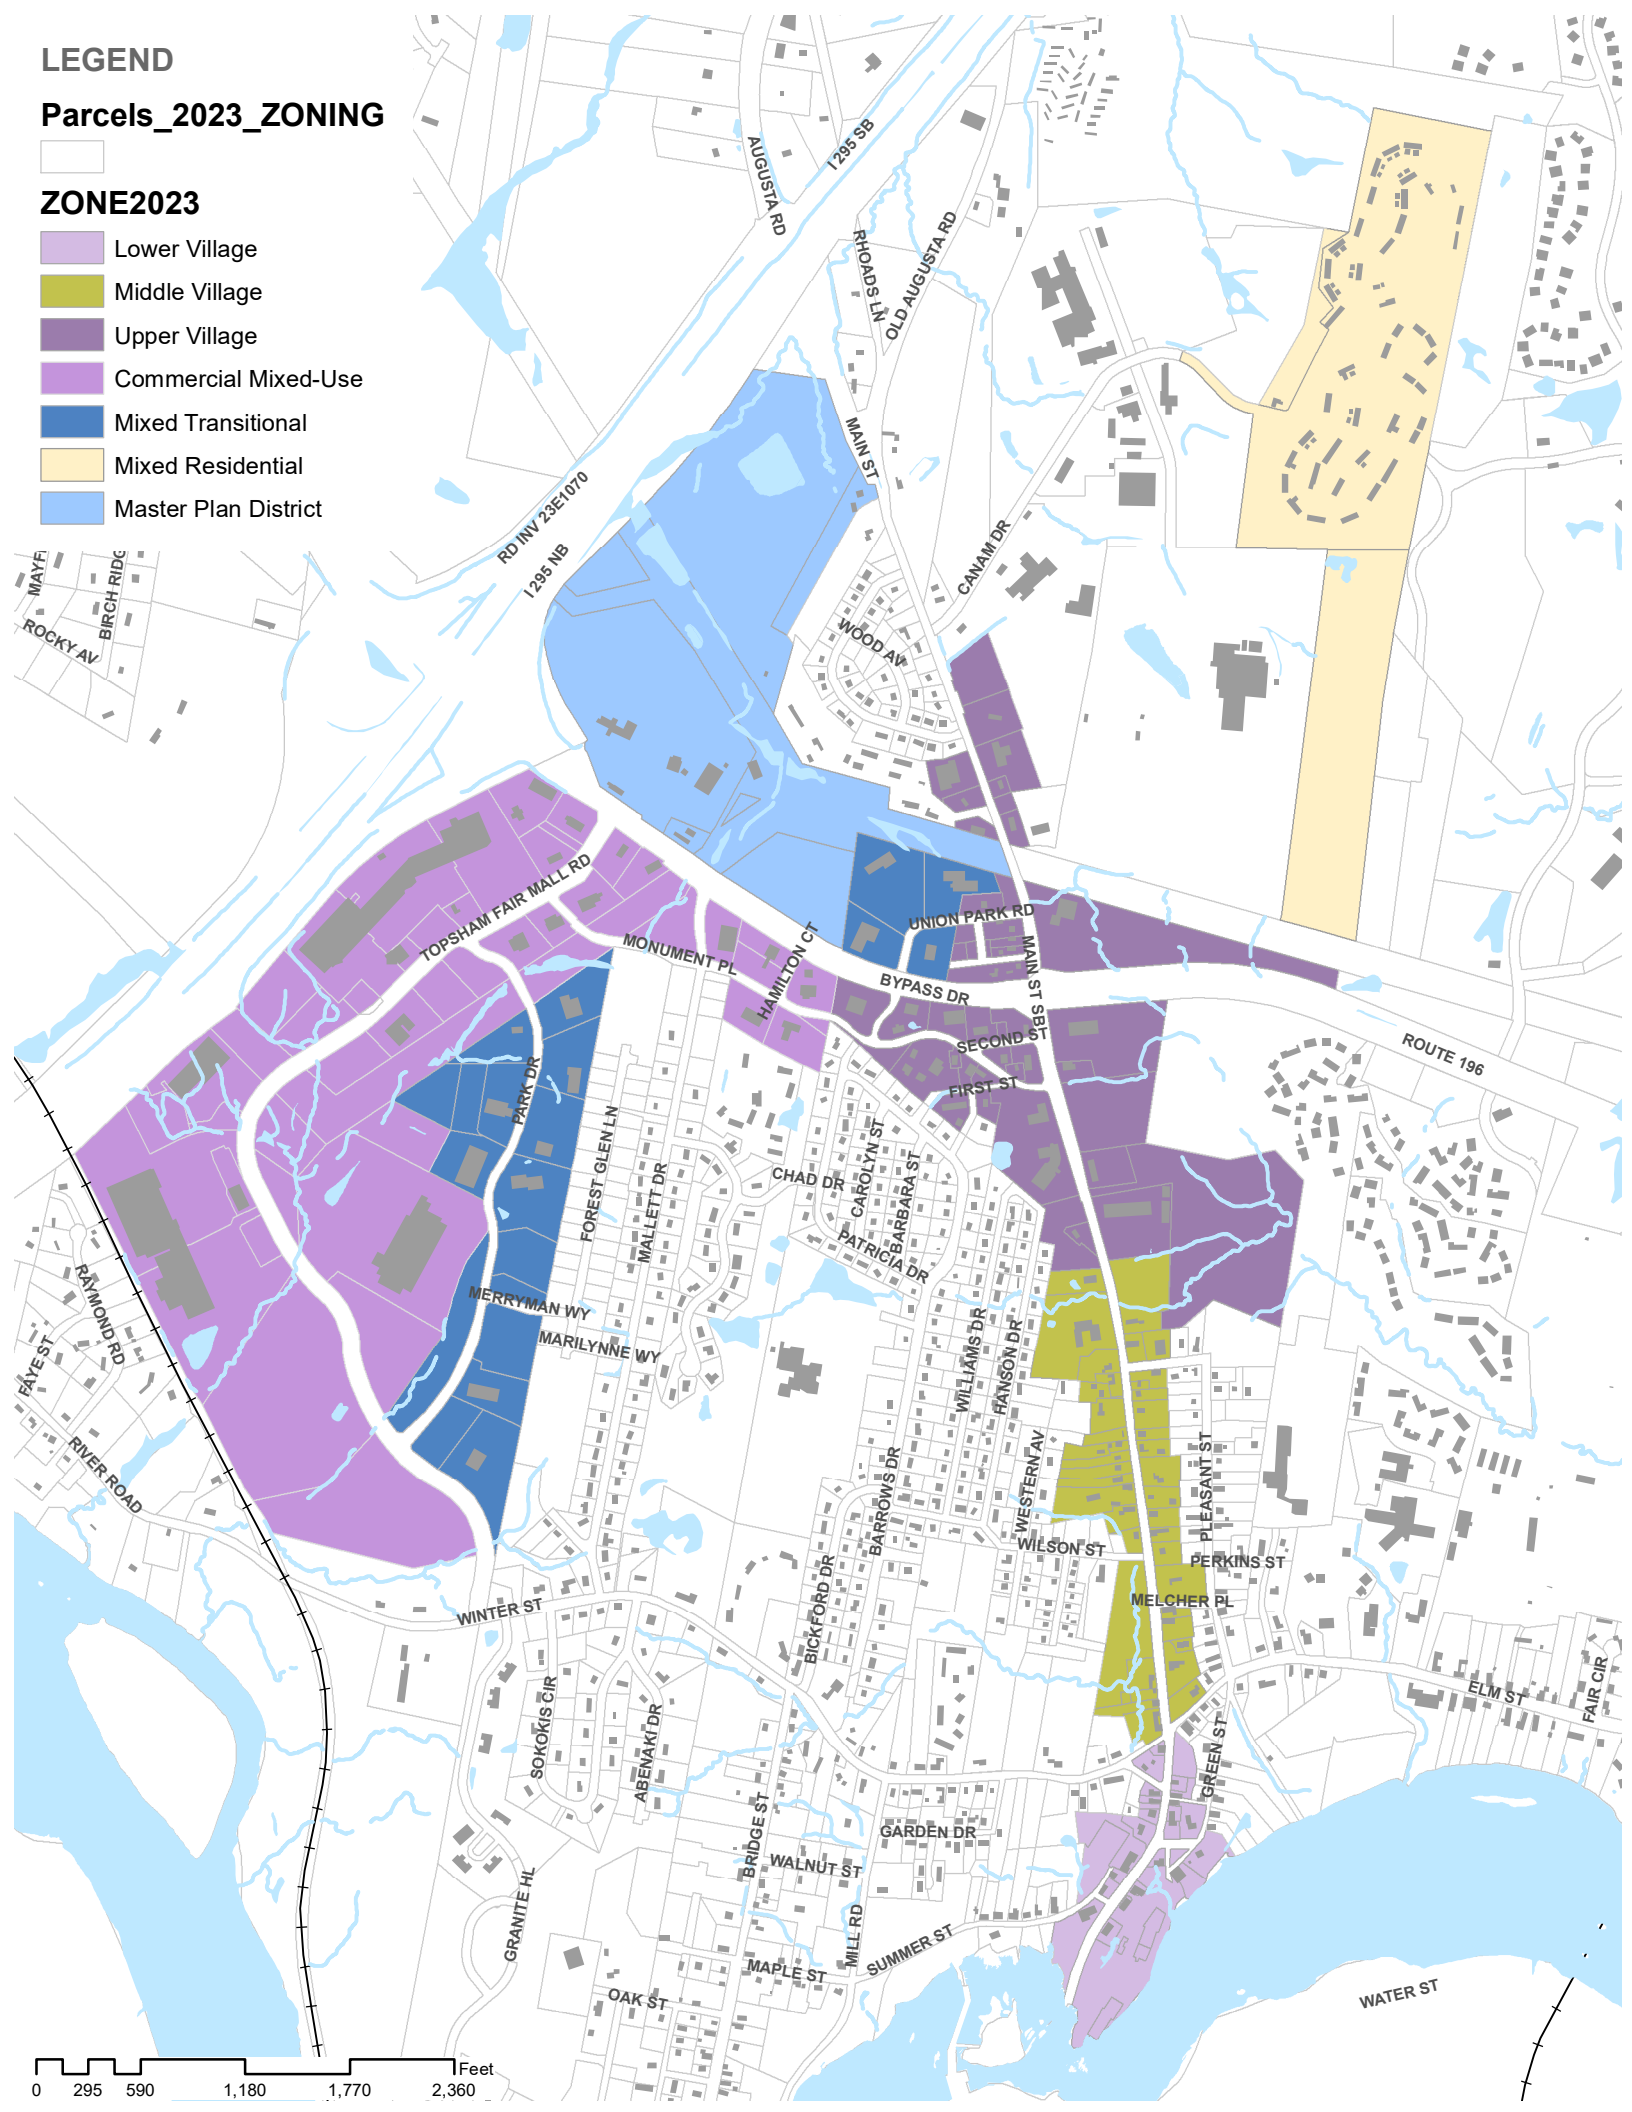 LEGEND
Parcels_2023_ZONING
ZONE2023
Lower Village
Middle Village
Upper Village
Commercial Mixed-Use
Mixed Transitional
Mixed Residential
Master Plan District
AUGUSTA RD
I 295 SB
RHOADS LN
OLD AUGUSTA RD
MAIN ST
RD INV 23E1070
I295 NB
CANAM DR
BIRCH RIDG
ROCKY AV
WOOD AV
TOPSHAM FAIR MALL RD
MONUMENT PL
HAMILTON CT
UNION PARK RD
MAIN ST SB
BYPASS DR
SECOND ST
FIRST ST
ROUTE 196
PARK DR
FOREST GLEN LN
MALLETT DR
CHAD DR
CAROLYN ST
BARBARA ST
PATRICIA DR
MERRYMAN WY
MARILYNNE WY
RAYMOND RD
FAYE ST
RIVER ROAD
WILLIAMS DR
HANSON DR
WESTERN AV
BARROWS DR
PLEASANT ST
WILSON ST
PERKINS ST
MELCHER PL
BICKFORD DR
WINTER ST
SOKOKIS CIR
ABENAKI DR
GREEN ST
ELM ST
FAIR CIR
BRIDGE ST
GARDEN DR
WALNUT ST
GRANITE HL
MILL RD
SUMMER ST
MAPLE ST
OAK ST
WATER ST
Feet
0 295 590 1,180 1,770 2,360